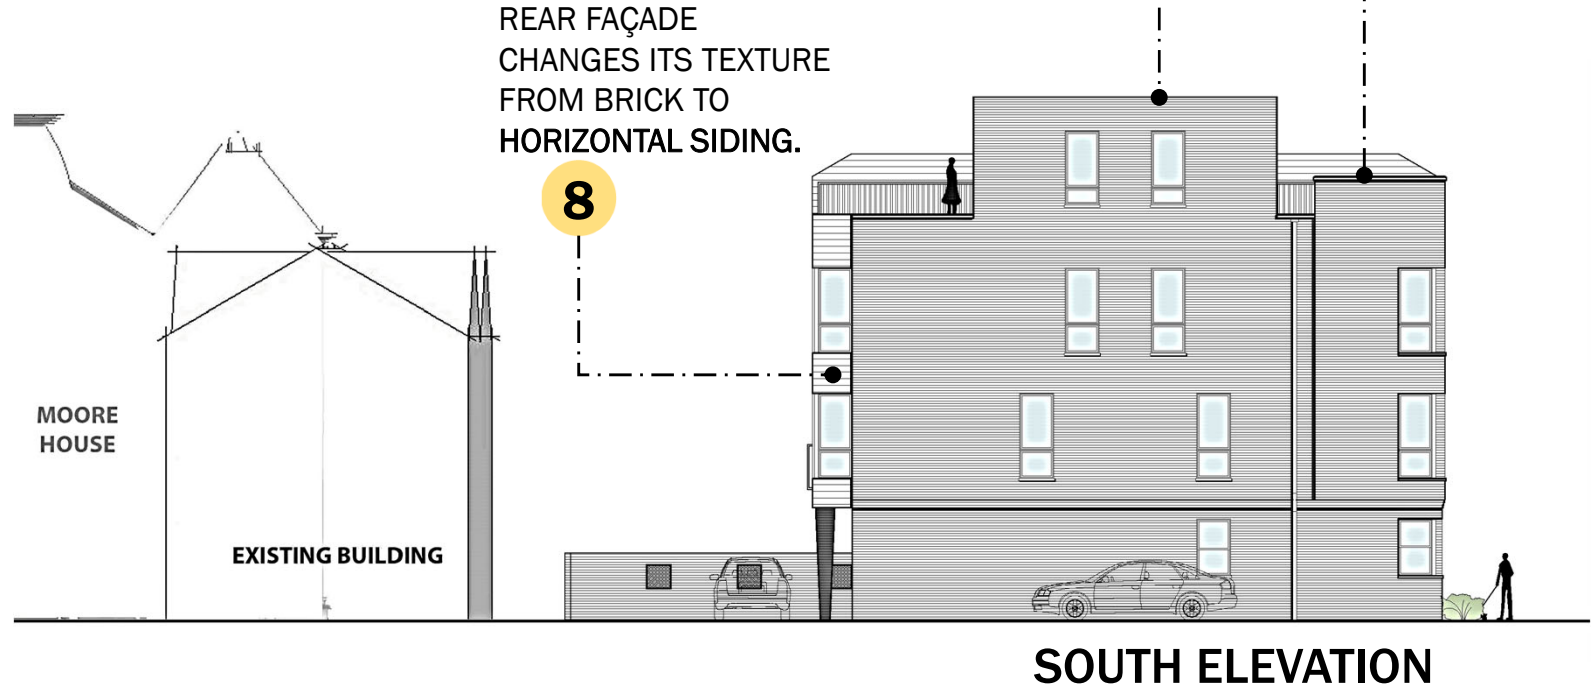 REAR FAÇADE
CHANGES ITS TEXTURE
FROM BRICK TO
HORIZONTAL SIDING.
8
MOORE
HOUSE
EXISTING BUILDING
SOUTH ELEVATION